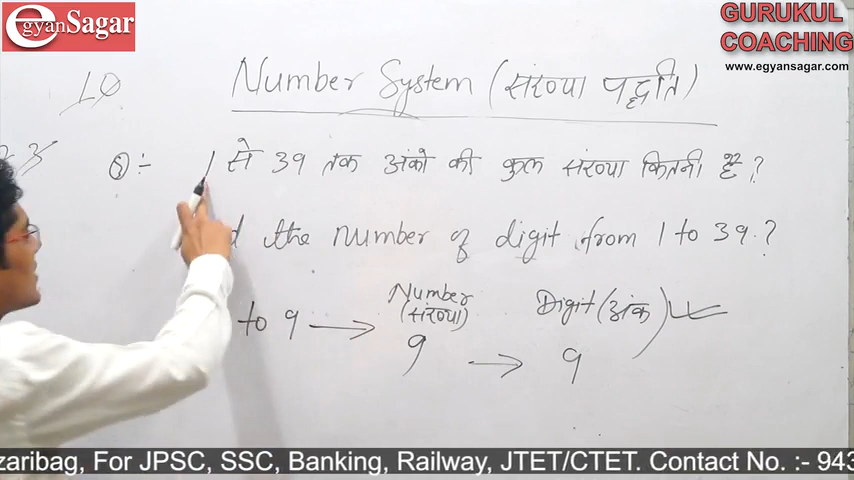 egyanSagar
GURUKUL
COACHING
www.egyansagar.com
10
Number System (संख्या पद्धति)
Q :- 1 से 39 तक अंको की कुल संख्या कितनी है ?
the number of digit from 1 to 39 ?
Number
(संख्या)
Digit (अंक)
to 9 → 9 → 9
zaribag, For JPSC, SSC, Banking, Railway, JTET/CTET. Contact No. :- 943